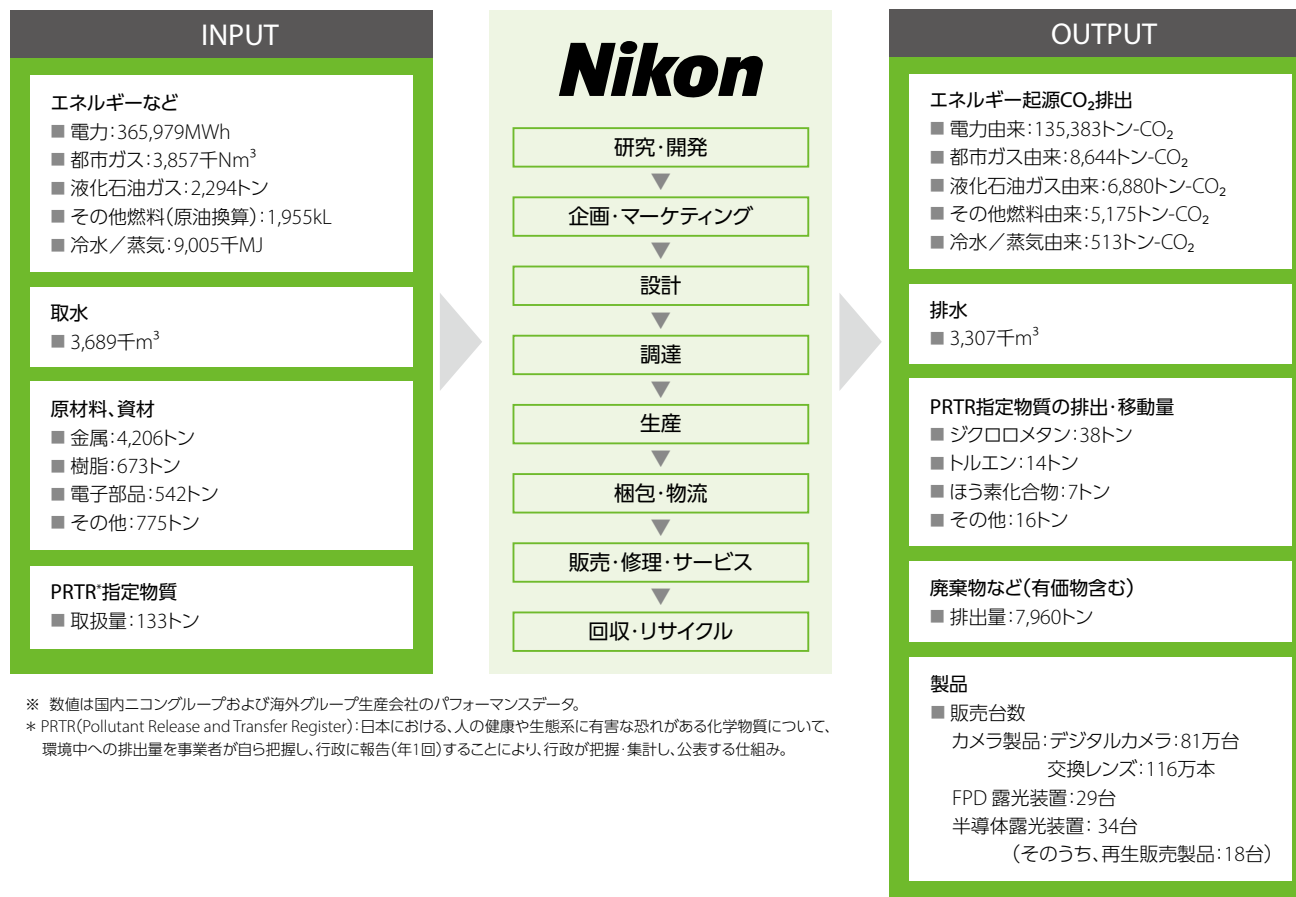 INPUT
エネルギーなど
■ 電力:365,979MWh
■ 都市ガス:3,857千Nm³
■ 液化石油ガス:2,294トン
■ その他燃料(原油換算):1,955kL
■ 冷水/蒸気:9,005千MJ
取水
■ 3,689千m³
原材料、資材
■ 金属:4,206トン
■ 樹脂:673トン
■ 電子部品:542トン
■ その他:775トン
PRTR*指定物質
■ 取扱量:133トン
Nikon
研究・開発
企画・マーケティング
設計
調達
生産
梱包・物流
販売・修理・サービス
回収・リサイクル
OUTPUT
エネルギー起源CO₂排出
■ 電力由来:135,383トン-CO₂
■ 都市ガス由来:8,644トン-CO₂
■ 液化石油ガス由来:6,880トン-CO₂
■ その他燃料由来:5,175トン-CO₂
■ 冷水/蒸気由来:513トン-CO₂
排水
■ 3,307千m³
PRTR指定物質の排出・移動量
■ ジクロロメタン:38トン
■ トルエン:14トン
■ ほう素化合物:7トン
■ その他:16トン
廃棄物など(有価物含む)
■ 排出量:7,960トン
製品
■ 販売台数
カメラ製品:デジタルカメラ:81万台
交換レンズ:116万本
FPD 露光装置:29台
半導体露光装置: 34台
(そのうち、再生販売製品:18台)
※ 数値は国内ニコングループおよび海外グループ生産会社のパフォーマンスデータ。
* PRTR(Pollutant Release and Transfer Register):日本における、人の健康や生態系に有害な恐れがある化学物質について、
環境中への排出量を事業者が自ら把握し、行政に報告(年1回)することにより、行政が把握・集計し、公表する仕組み。